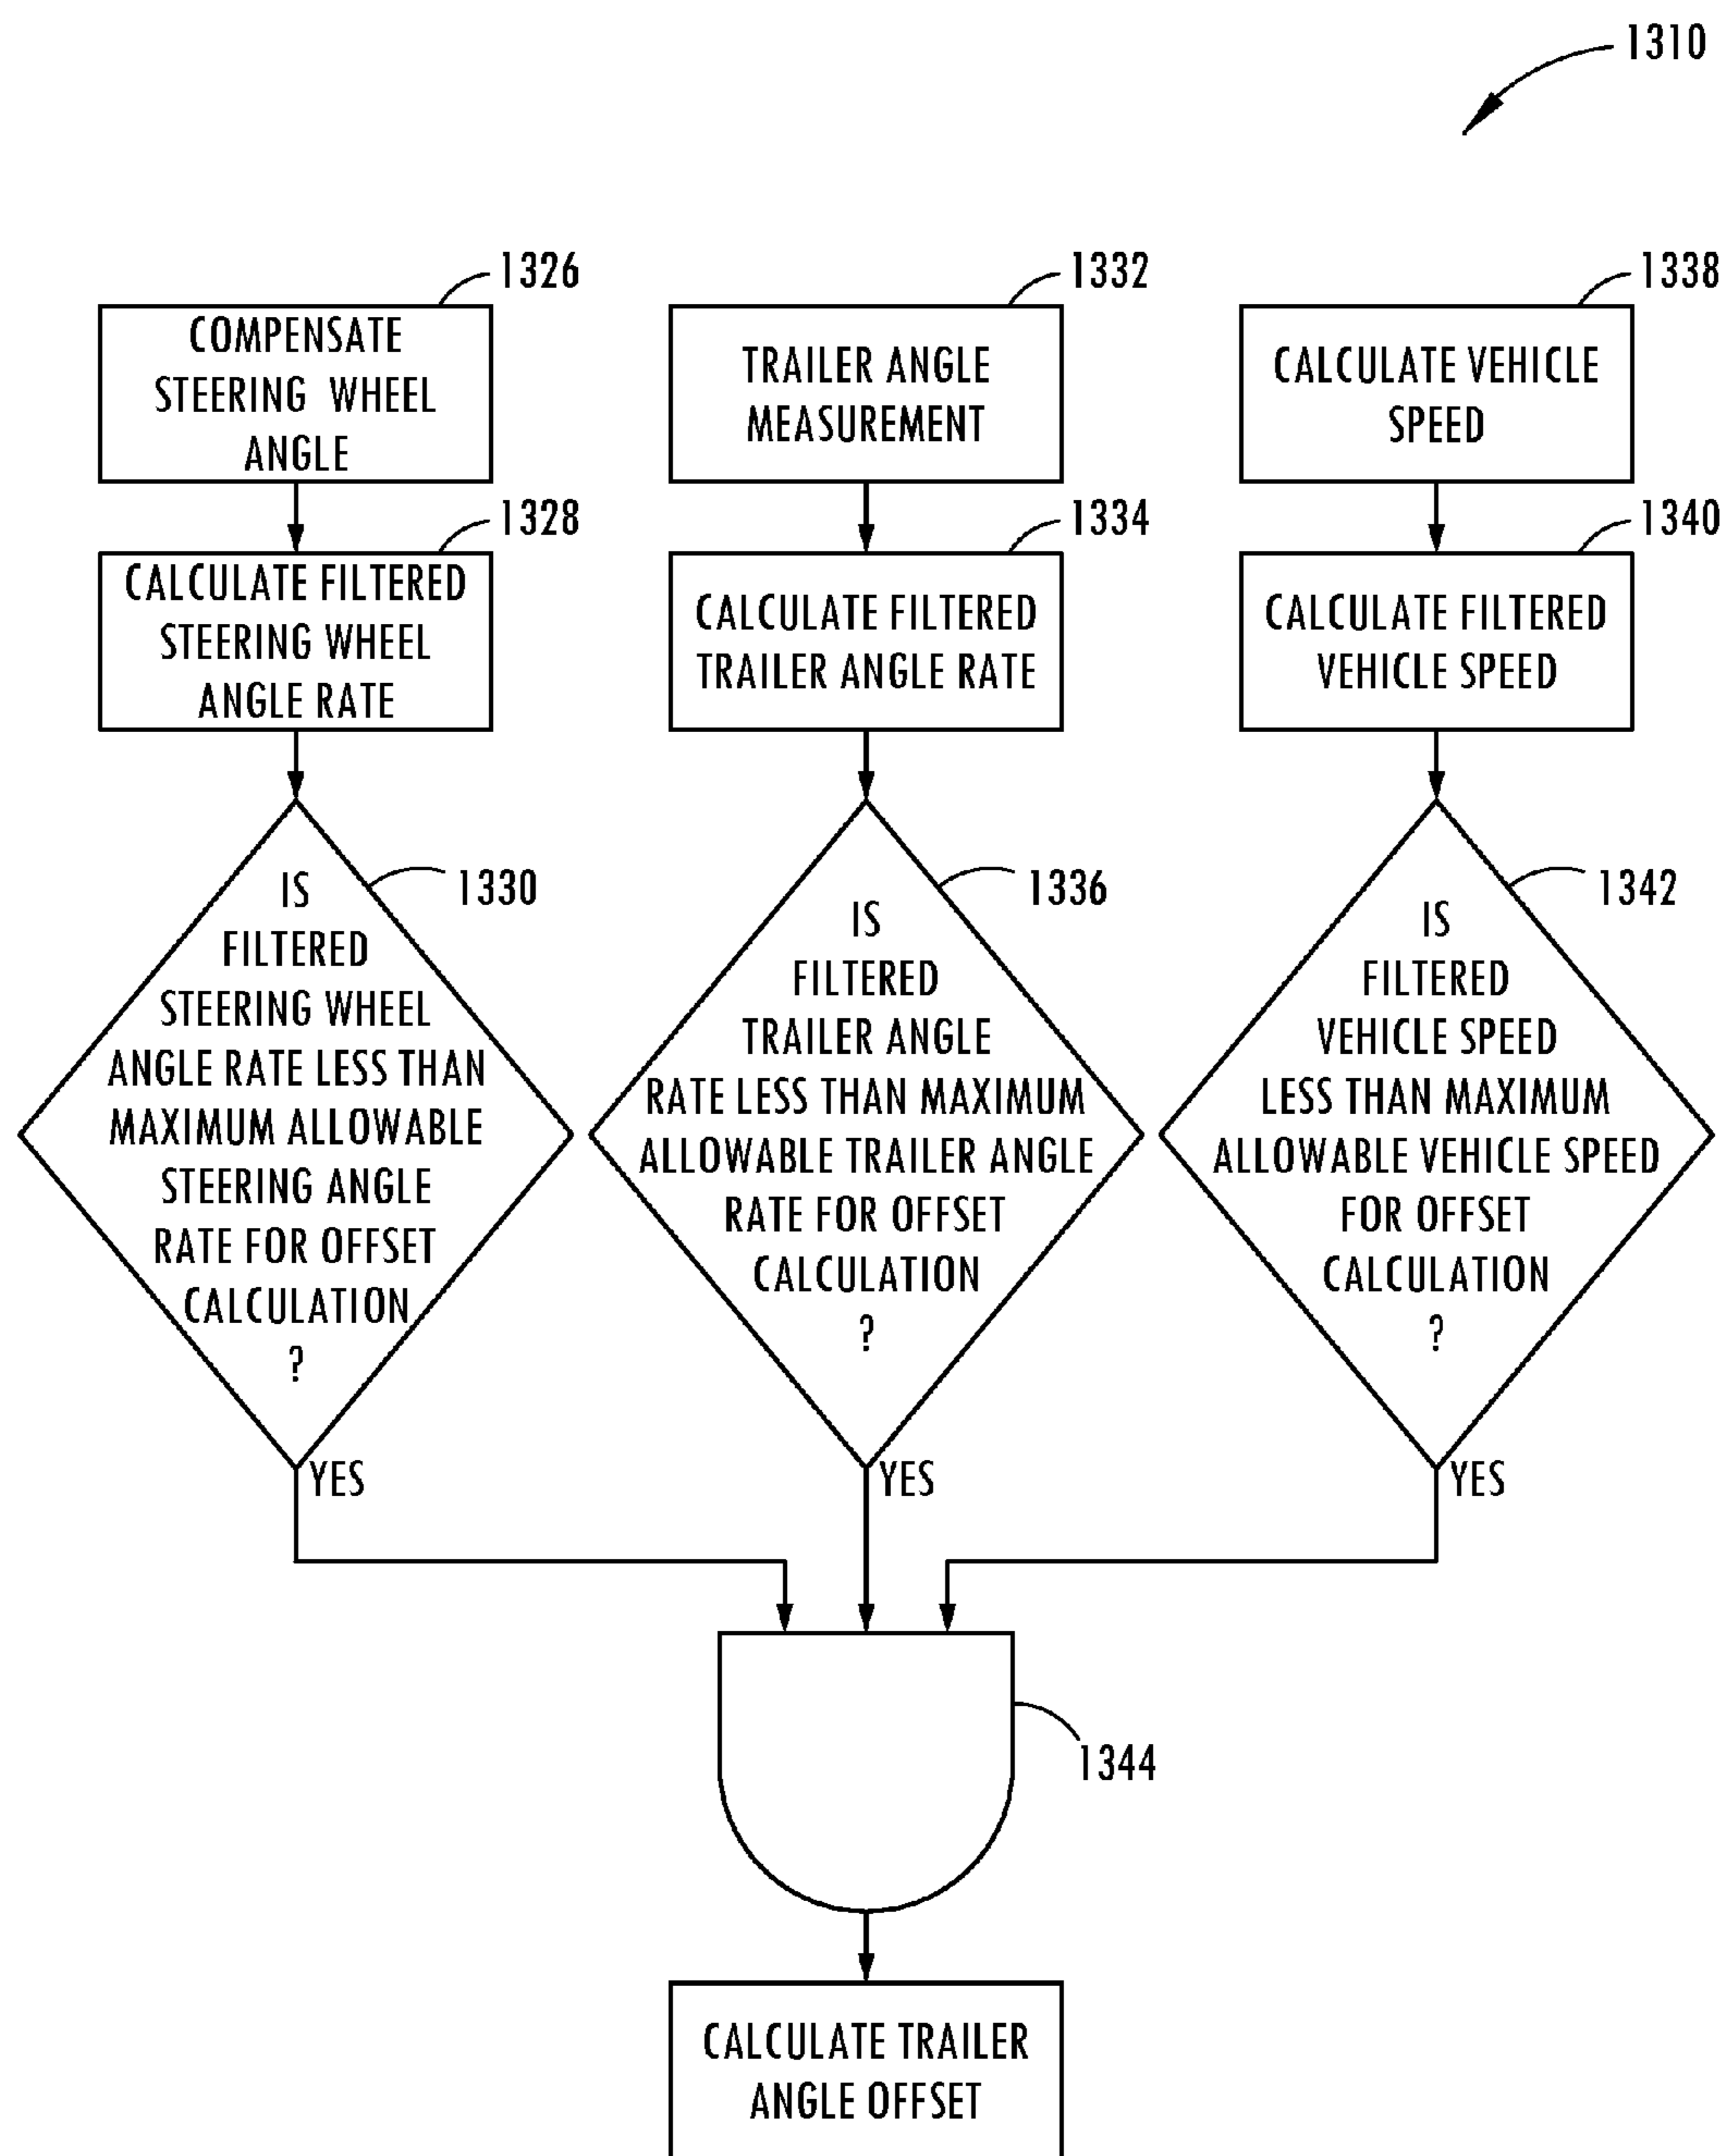 1310
1326
COMPENSATE
STEERING WHEEL
ANGLE
1332
TRAILER ANGLE
MEASUREMENT
1338
CALCULATE VEHICLE
SPEED
1328
CALCULATE FILTERED
STEERING WHEEL
ANGLE RATE
1334
CALCULATE FILTERED
TRAILER ANGLE RATE
1340
CALCULATE FILTERED
VEHICLE SPEED
1330
IS
FILTERED
STEERING WHEEL
ANGLE RATE LESS THAN
MAXIMUM ALLOWABLE
STEERING ANGLE
RATE FOR OFFSET
CALCULATION
?
YES
1336
IS
FILTERED
TRAILER ANGLE
RATE LESS THAN MAXIMUM
ALLOWABLE TRAILER ANGLE
RATE FOR OFFSET
CALCULATION
?
YES
1342
IS
FILTERED
VEHICLE SPEED
LESS THAN MAXIMUM
ALLOWABLE VEHICLE SPEED
FOR OFFSET
CALCULATION
?
YES
1344
CALCULATE TRAILER
ANGLE OFFSET